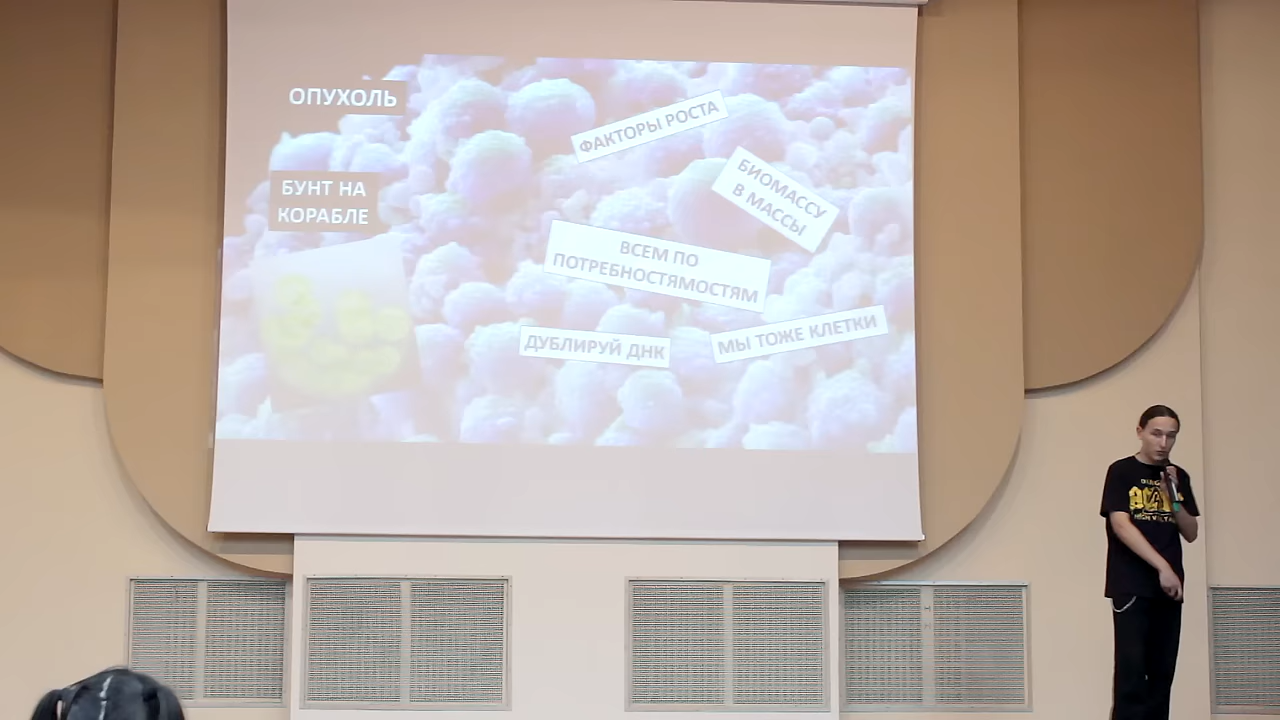 ОПУХОЛЬ
ФАКТОРЫ РОСТА
БИОМАССУ
В МАССЫ
БУНТ НА
КОРАБЛЕ
ВСЕМ ПО
ПОТРЕБНОСТЯМОСТЯМ
ДУБЛИРУЙ ДНК
МЫ ТОЖЕ КЛЕТКИ